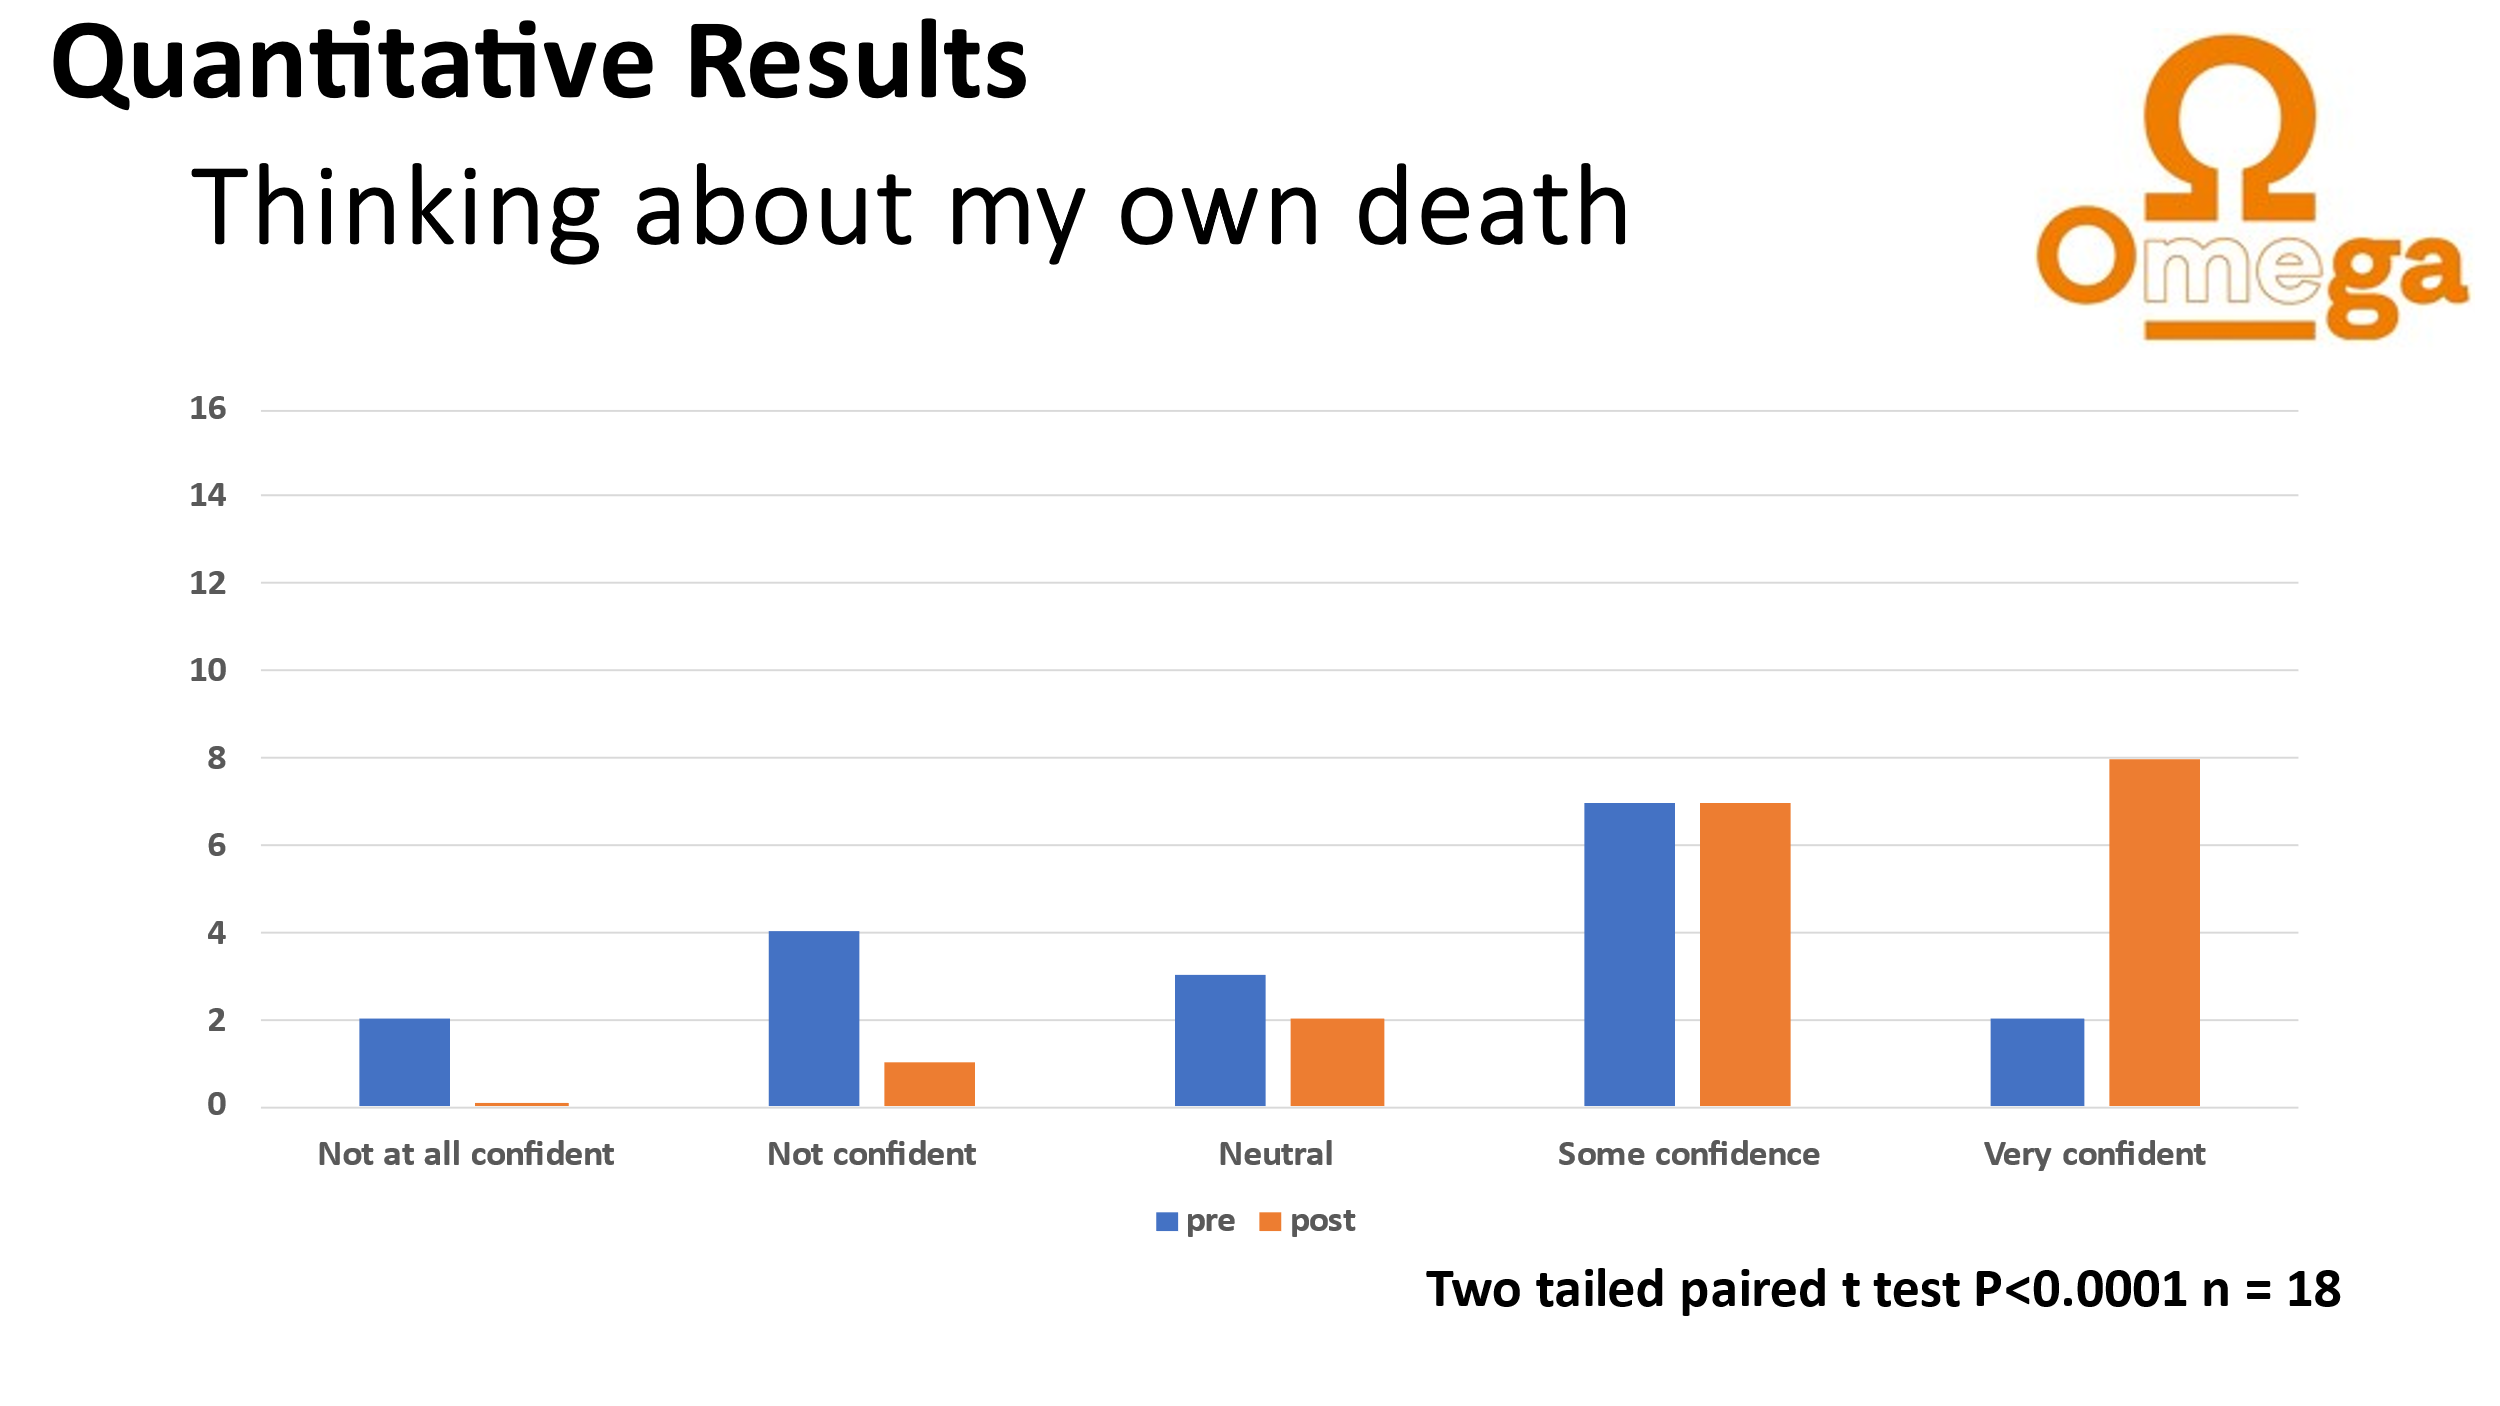 Quantitative Results
Thinking about my own death
Ω
Omega
16
14
12
10
8
6
4
2
0
Not at all confident Not confident Neutral Some confidence Very confident
pre post
Two tailed paired t test P<0.0001 n = 18